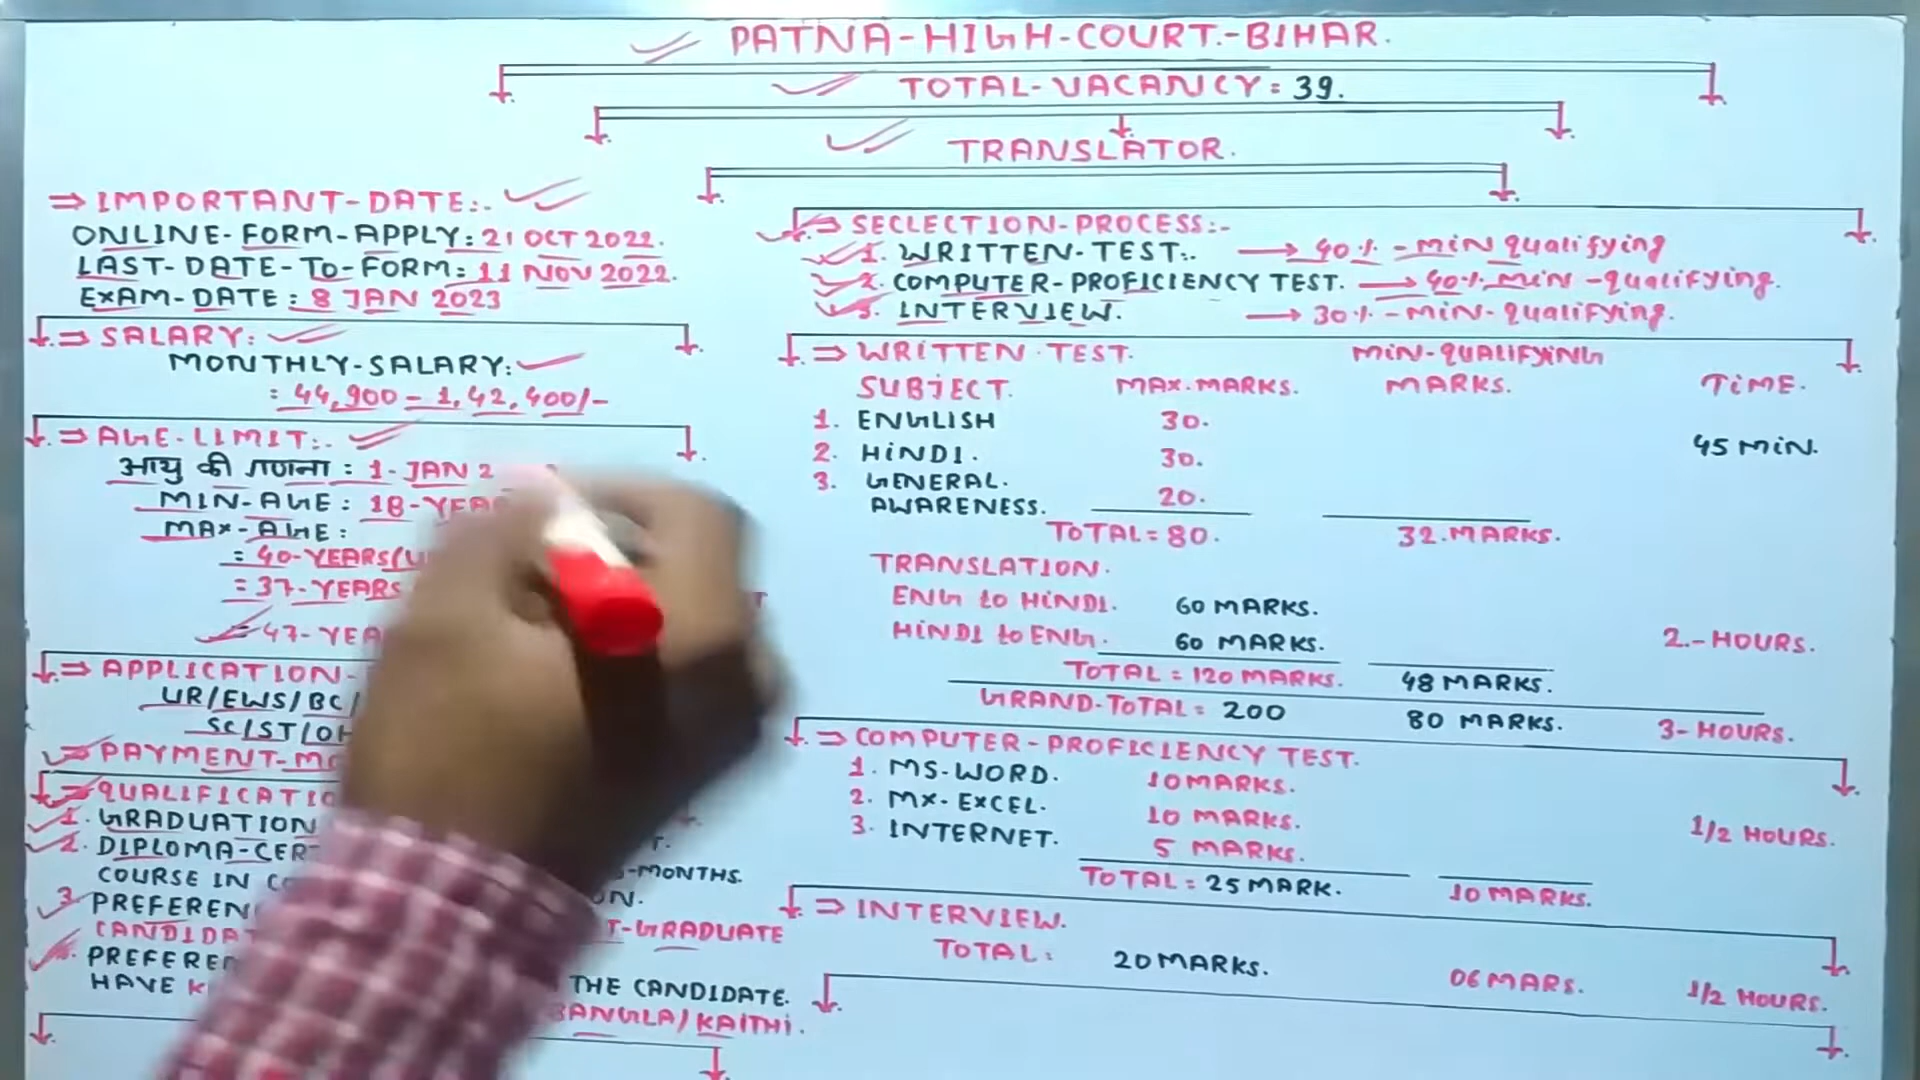 PATNA-HIGH-COURT.-BIHAR.
TOTAL-VACANCY= 39.
TRANSLATOR.
⇒ IMPORTANT-DATE:-
ONLINE-FORM-APPLY: 21 OCT 2022.
LAST-DATE-TO-FORM= 11 NOV 2022.
EXAM-DATE: 8 JAN 2023
⇒ SALARY:
MONTHLY-SALARY:
= 44,900 - 1,42,400/-
⇒ AGE-LIMIT:.
आयु की गणना : 1-JAN 2
MIN-AGE: 18-YEA
MAX-AGE:
= 40-YEARS/U
= 37-YEARS
47-YEA
⇒ APPLICATION-
UR/EWS/BC/
SC/ST/OH
PAYMENT-MO
QUALIFICATIO
1. GRADUATION
2. DIPLOMA-CER
COURSE IN CO -MONTHS.
3. PREFEREN ON.
CANDIDAT T-GRADUATE
PREFERE THE CANDIDATE.
HAVE K BANGLA/KAITHI.
⇒ SECLECTION-PROCESS:-
1. WRITTEN-TEST:. → 40% - MIN qualifying
2. COMPUTER-PROFICIENCY TEST. → 40% MIN -qualifying.
3. INTERVIEW. → 30% - MIN- qualifying.
⇒ WRITTEN TEST. MIN-QUALIFYING
SUBJECT. MAX.MARKS. MARKS. TIME.
1. ENGLISH 30.
2. HINDI. 30. 45 MIN.
3. GENERAL.
AWARENESS. 20.
TOTAL= 80. 32.MARKS.
TRANSLATION.
ENG to HINDI. 60 MARKS.
HINDI to ENG. 60 MARKS. 2.-HOURS.
TOTAL = 120 MARKS. 48 MARKS.
GRAND-TOTAL= 200 80 MARKS. 3-HOURS.
⇒ COMPUTER-PROFICIENCY TEST.
1. MS-WORD. 10 MARKS.
2. MX-EXCEL. 10 MARKS. 1/2 HOURS.
3. INTERNET. 5 MARKS.
TOTAL = 25 MARK. 10 MARKS.
⇒ INTERVIEW.
TOTAL: 20 MARKS. 06 MARS. 1/2 HOURS.